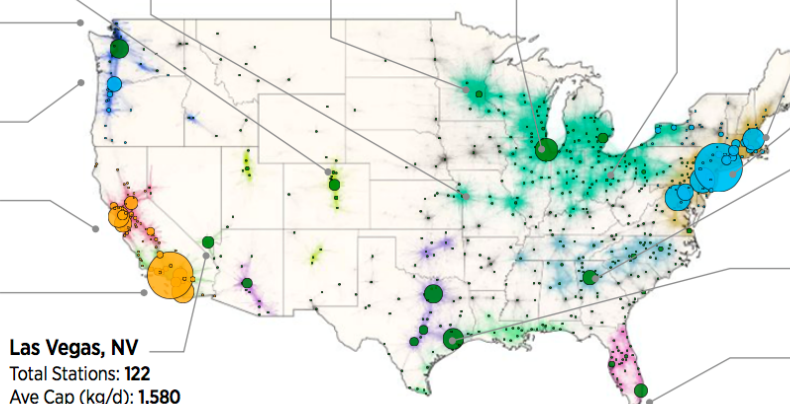 Las Vegas, NV
Total Stations: 122
Ave Cap (kg/d): 1,580